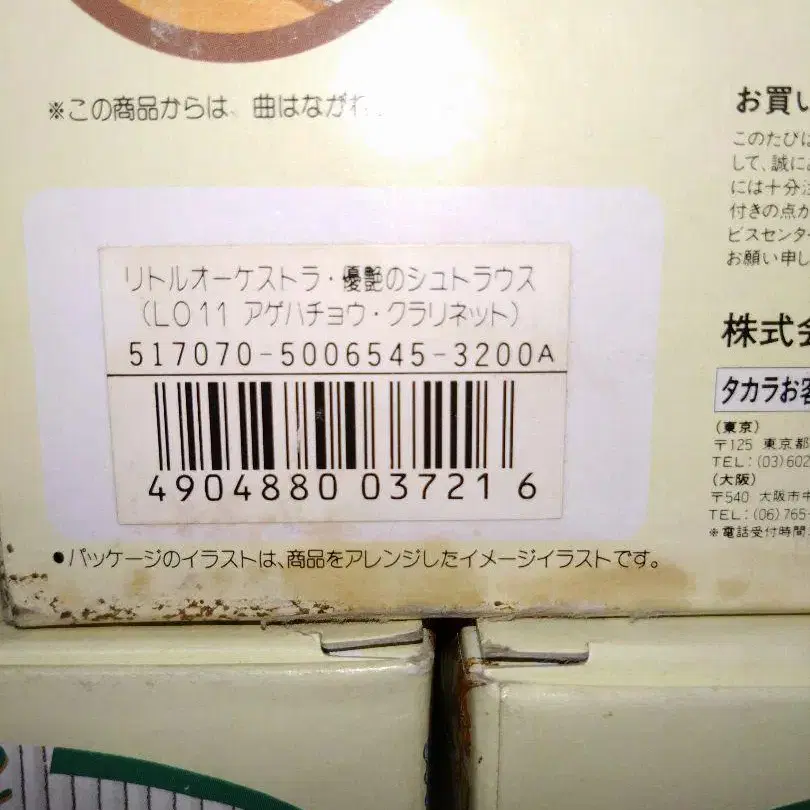 ※この商品からは、曲はながれ
リトルオーケストラ・優艶のシュトラウス
(LO11 アゲハチョウ・クラリネット)
517070-5006545-3200A
4904880 037216
●パッケージのイラストは、商品をアレンジしたイメージイラストです。
お買い
このたびは
して、誠に
には十分注
付きの点が
ビスセンター
お願い申し
株式会
タカラお客
(東京)
〒125 東京都
TEL:(03)602
(大阪)
〒540 大阪市中
TEL:(06)765-
※電話受付時間